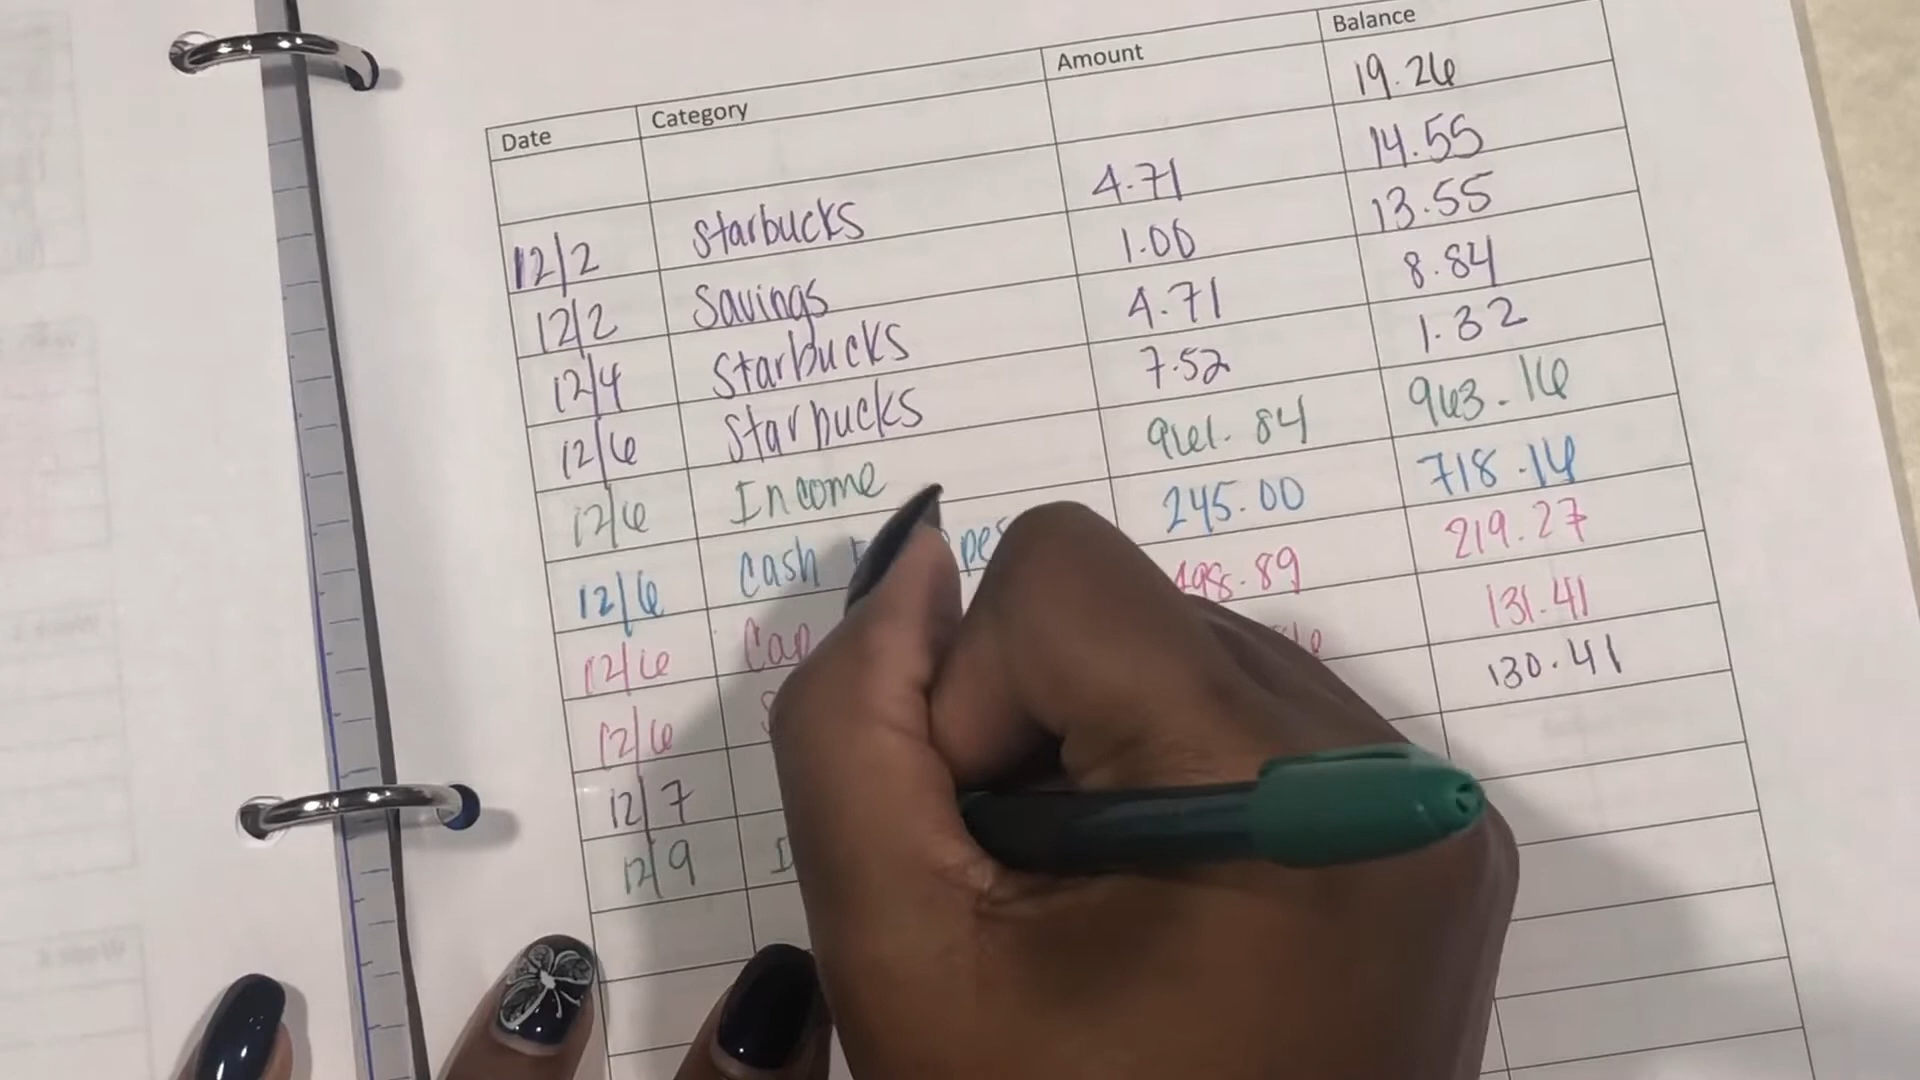 Date Category Amount Balance
19.26
12/2 Starbucks 4.71 14.55
12/2 Savings 1.00 13.55
12/4 Starbucks 4.71 8.84
12/6 Starbucks 7.52 1.32
12/6 Income 961.84 963.16
12/6 Cash 245.00 718.16
12/6 498.89 219.27
12/6 131.41
12/7 130.41
12/9